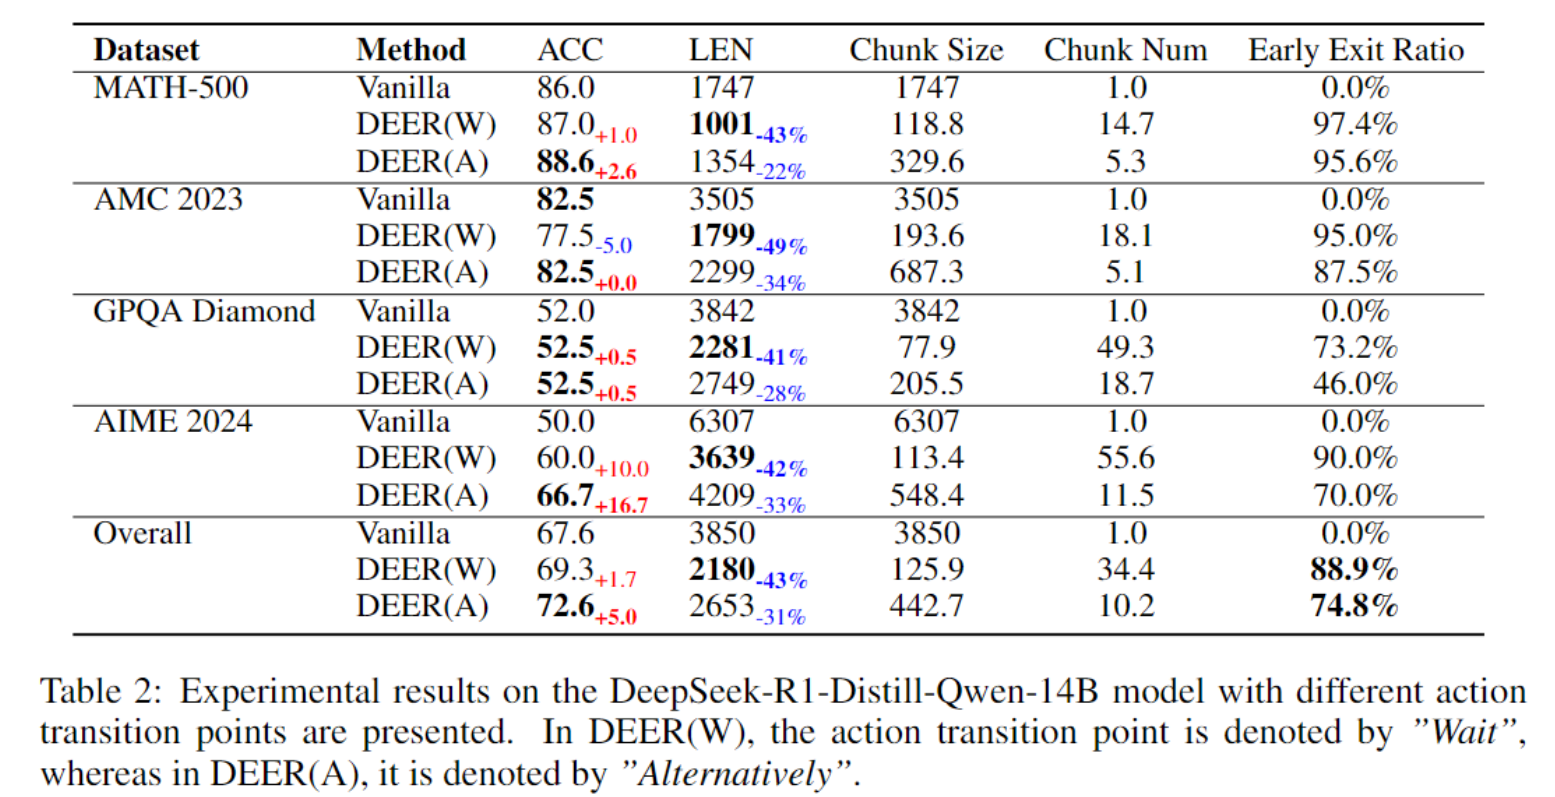 Dataset Method ACC LEN Chunk Size Chunk Num Early Exit Ratio
MATH-500 Vanilla 86.0 1747 1747 1.0 0.0%
DEER(W) 87.0+1.0 1001-43% 118.8 14.7 97.4%
DEER(A) 88.6+2.6 1354-22% 329.6 5.3 95.6%
AMC 2023 Vanilla 82.5 3505 3505 1.0 0.0%
DEER(W) 77.5-5.0 1799-49% 193.6 18.1 95.0%
DEER(A) 82.5+0.0 2299-34% 687.3 5.1 87.5%
GPQA Diamond Vanilla 52.0 3842 3842 1.0 0.0%
DEER(W) 52.5+0.5 2281-41% 77.9 49.3 73.2%
DEER(A) 52.5+0.5 2749-28% 205.5 18.7 46.0%
AIME 2024 Vanilla 50.0 6307 6307 1.0 0.0%
DEER(W) 60.0+10.0 3639-42% 113.4 55.6 90.0%
DEER(A) 66.7+16.7 4209-33% 548.4 11.5 70.0%
Overall Vanilla 67.6 3850 3850 1.0 0.0%
DEER(W) 69.3+1.7 2180-43% 125.9 34.4 88.9%
DEER(A) 72.6+5.0 2653-31% 442.7 10.2 74.8%
Table 2: Experimental results on the DeepSeek-R1-Distill-Qwen-14B model with different action
transition points are presented. In DEER(W), the action transition point is denoted by ”Wait”,
whereas in DEER(A), it is denoted by ”Alternatively”.